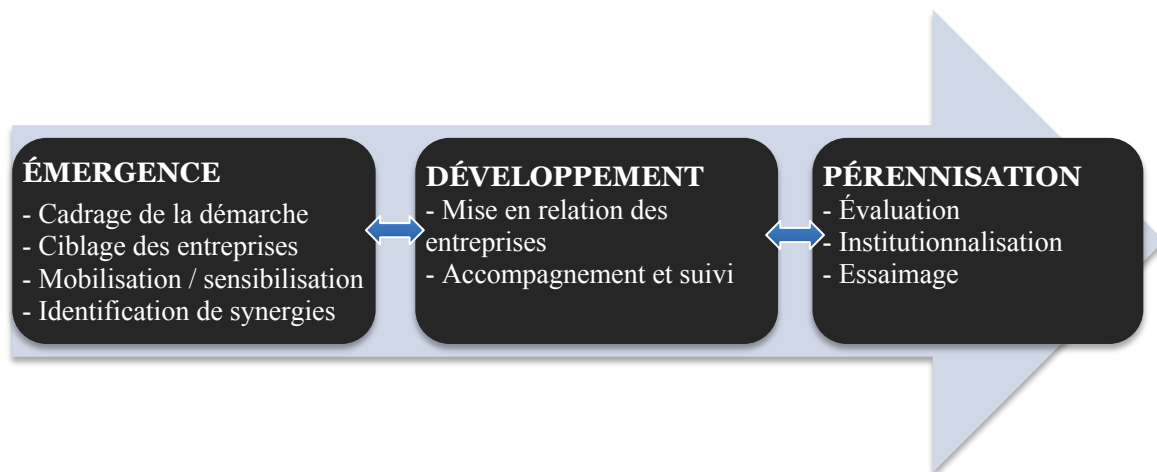 ÉMERGENCE
- Cadrage de la démarche
- Ciblage des entreprises
- Mobilisation / sensibilisation
- Identification de synergies
DÉVELOPPEMENT
- Mise en relation des
entreprises
- Accompagnement et suivi
PÉRENNISATION
- Évaluation
- Institutionnalisation
- Essaimage